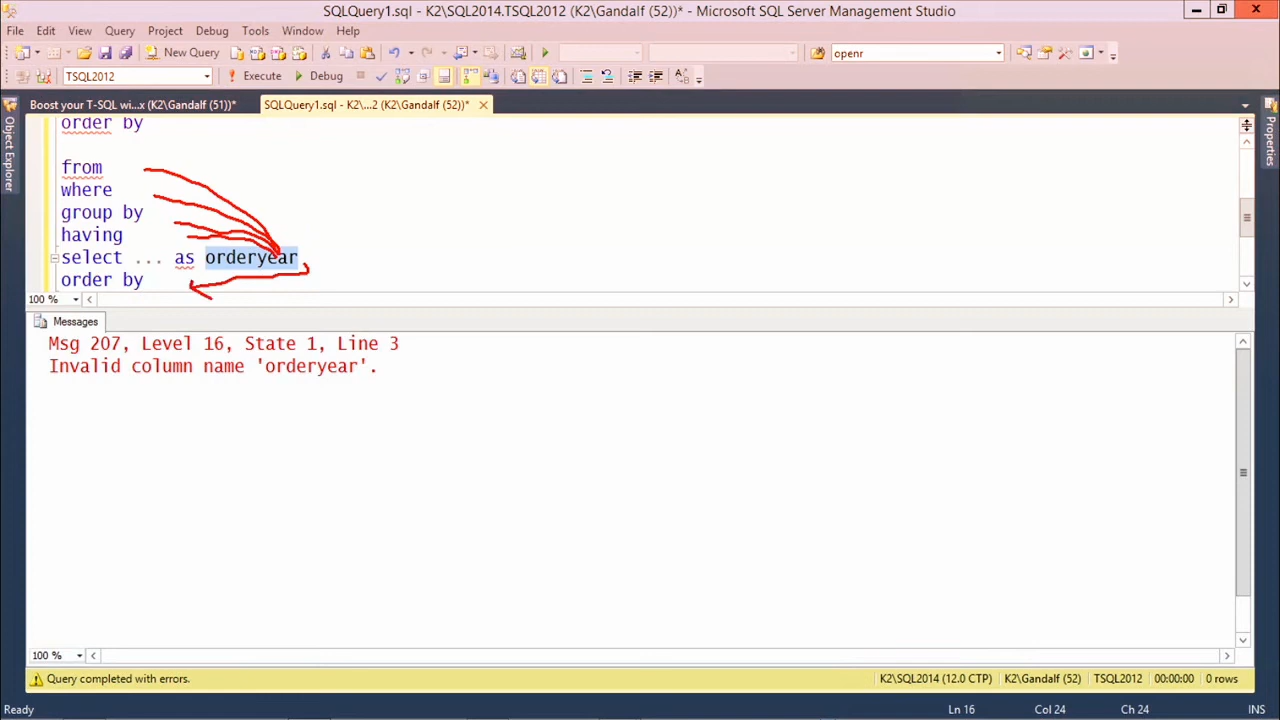 SQLQuery1.sql - K2\SQL2014.TSQL2012 (K2\Gandalf (52))* - Microsoft SQL Server Management Studio
File Edit View Query Project Debug Tools Window Help
New Query openr
TSQL2012 Execute Debug
Boost your T-SQL wi...x (K2\Gandalf (51))* SQLQuery1.sql - K2\...2 (K2\Gandalf (52))*
Object Explorer
Properties
order by
from
where
group by
having
select ... as orderyear
order by
100 %
Messages
Msg 207, Level 16, State 1, Line 3
Invalid column name 'orderyear'.
100 %
Query completed with errors. K2\SQL2014 (12.0 CTP) K2\Gandalf (52) TSQL2012 00:00:00 0 rows
Ready Ln 16 Col 24 Ch 24 INS